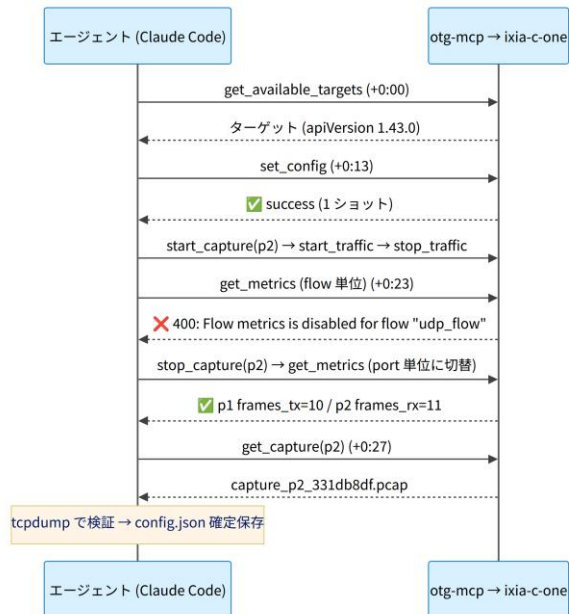 エージェント (Claude Code)
otg-mcp → ixia-c-one
get_available_targets (+0:00)
ターゲット (apiVersion 1.43.0)
set_config (+0:13)
✅ success (1 ショット)
start_capture(p2) → start_traffic → stop_traffic
get_metrics (flow 単位) (+0:23)
❌ 400: Flow metrics is disabled for flow "udp_flow"
stop_capture(p2) → get_metrics (port 単位に切替)
✅ p1 frames_tx=10 / p2 frames_rx=11
get_capture(p2) (+0:27)
capture_p2_331db8df.pcap
tcpdump で検証 → config.json 確定保存
エージェント (Claude Code)
otg-mcp → ixia-c-one